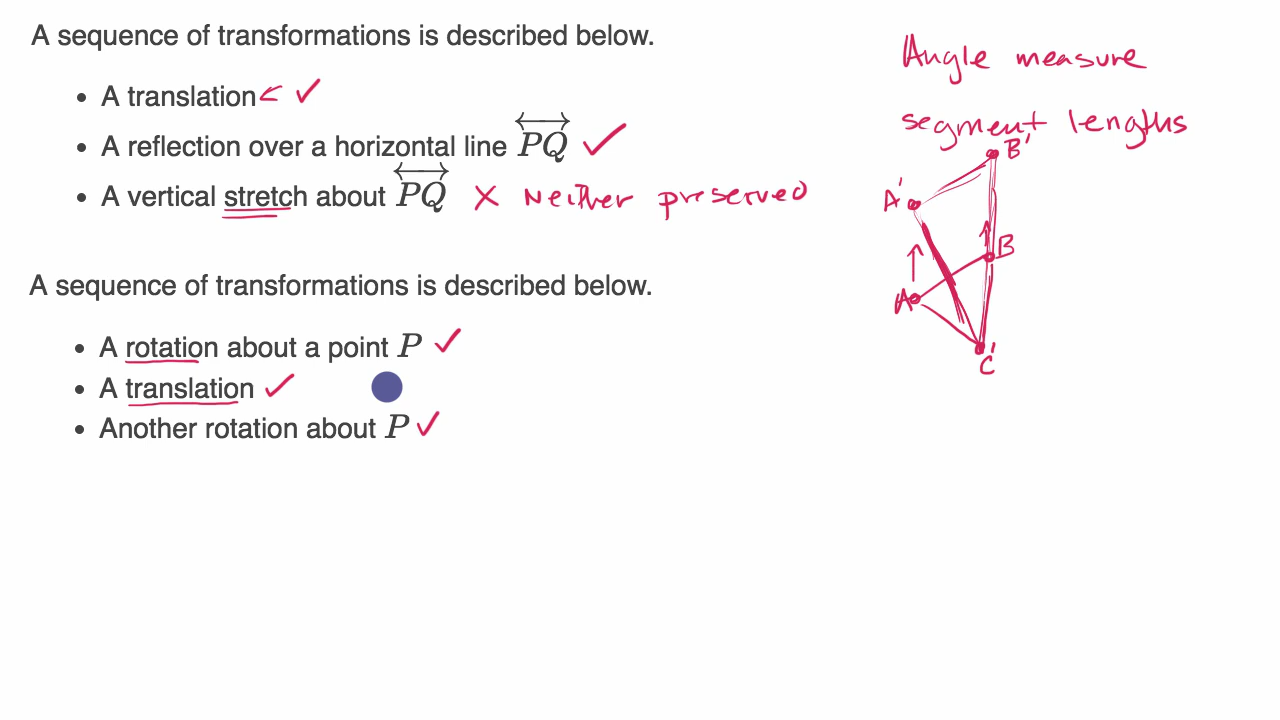 A sequence of transformations is described below.
• A translation ✓
• A reflection over a horizontal line PQ ✓
• A vertical stretch about PQ ✗ Neither preserved
A sequence of transformations is described below.
• A rotation about a point P ✓
• A translation ✓
• Another rotation about P ✓
Angle measure
segment lengths
B'
A'
B
A
C'